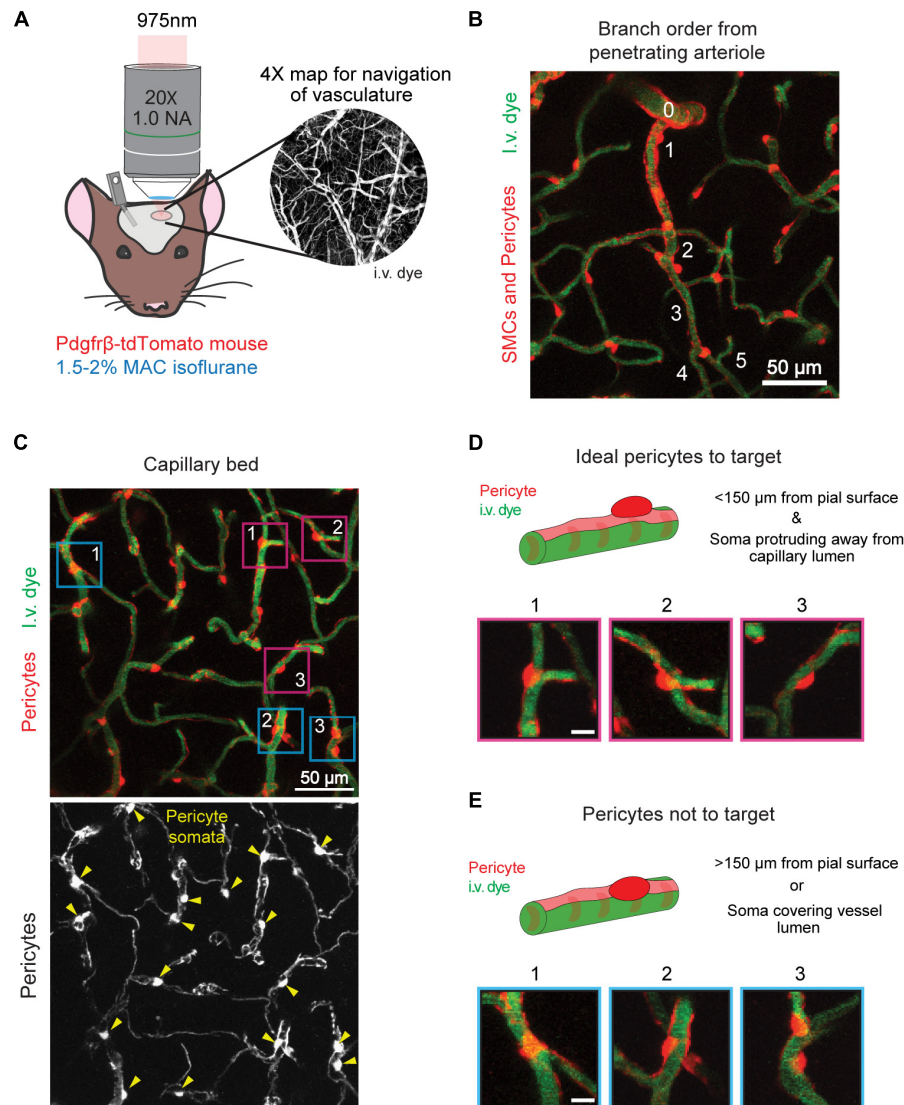 A
975nm
20X
1.0 NA
4X map for navigation
of vasculature
i.v. dye
Pdgfrβ-tdTomato mouse
1.5-2% MAC isoflurane
B
Branch order from
penetrating arteriole
SMCs and Pericytes I.v. dye
0
1
2
3
4
5
50 µm
C
Capillary bed
Pericytes I.v. dye
1
1
2
3
2
3
50 µm
Pericytes
Pericyte
somata
D
Ideal pericytes to target
Pericyte
i.v. dye
<150 µm from pial surface
&
Soma protruding away from
capillary lumen
1 2 3
E
Pericytes not to target
Pericyte
i.v. dye
>150 µm from pial surface
or
Soma covering vessel
lumen
1 2 3